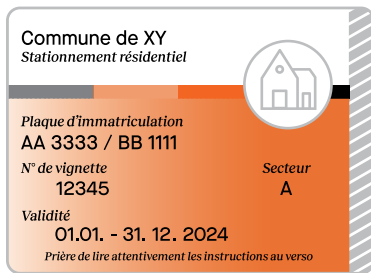 Commune de XY
Stationnement résidentiel
Plaque d'immatriculation
AA 3333 / BB 1111
N° de vignette Secteur
12345 A
Validité
01.01. - 31. 12. 2024
Prière de lire attentivement les instructions au verso